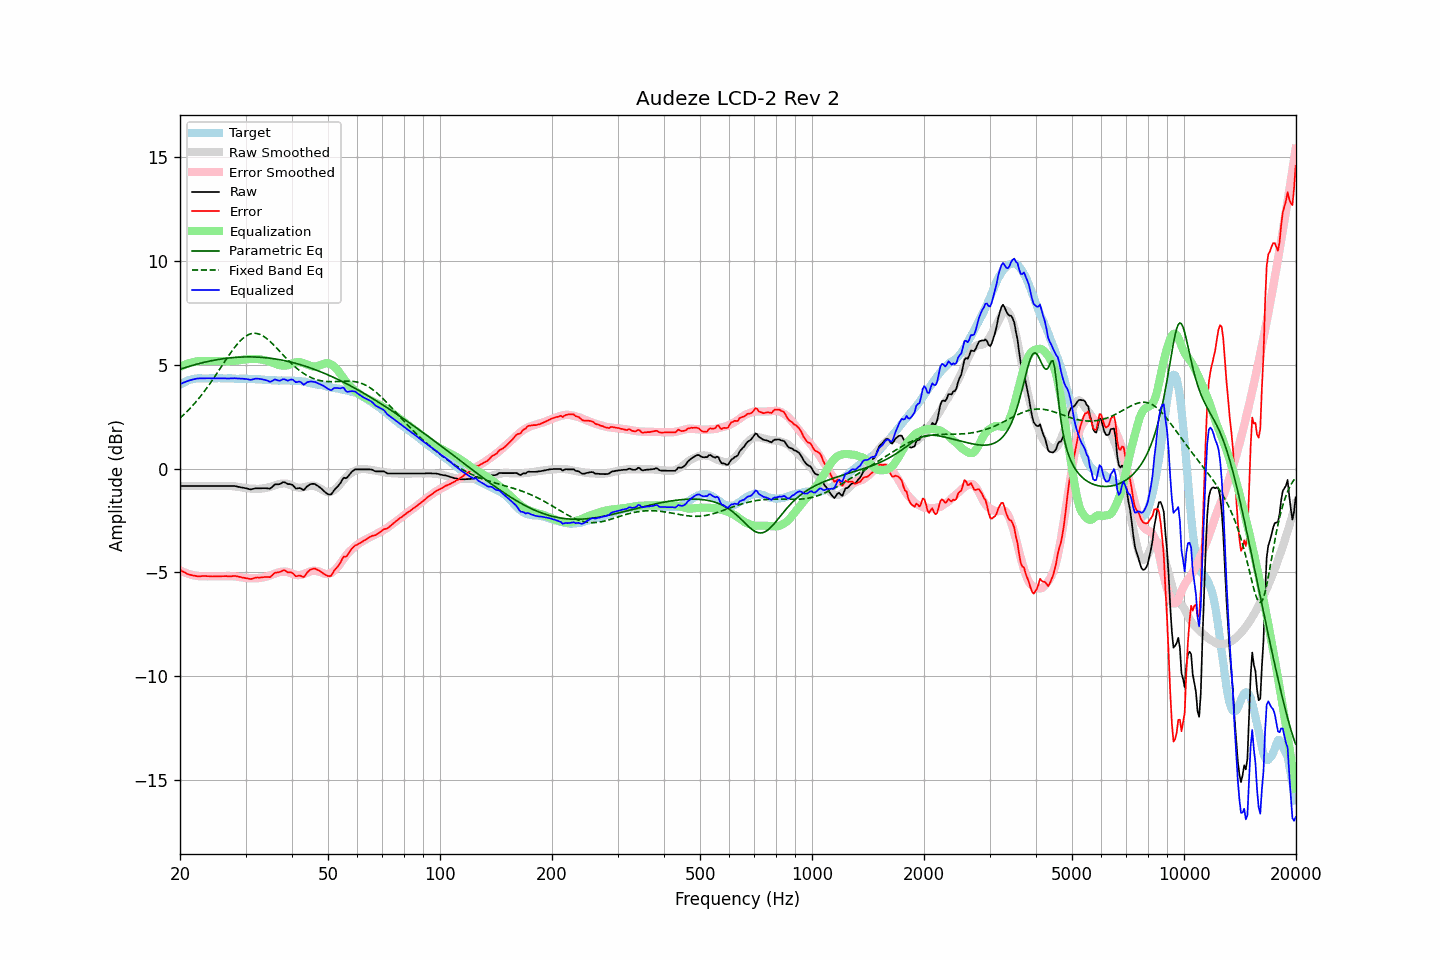 Audeze LCD-2 Rev 2
Target
Raw Smoothed
Error Smoothed
Raw
Error
Equalization
Parametric Eq
Fixed Band Eq
Equalized
Amplitude (dBr)
15
10
5
0
−5
−10
−15
20 50 100 200 500 1000 2000 5000 10000 20000
Frequency (Hz)